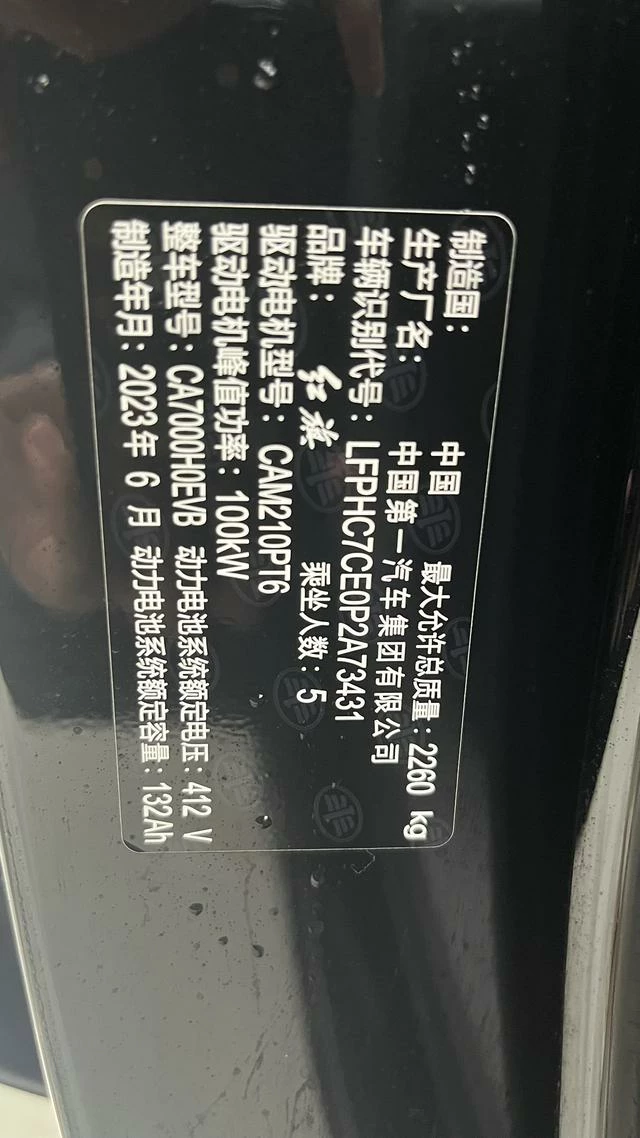 制造国： 中国 最大允许总质量：2260 kg
生产厂名： 中国第一汽车集团有限公司
车辆识别代号：LFPHC7CE0P2A73431
品牌： 红旗 乘坐人数：5
驱动电机型号：CAM210PT6
驱动电机峰值功率：100kW
整车型号：CA7000H0EVB 动力电池系统额定电压：412 V
制造年月：2023年 6 月 动力电池系统额定容量：132Ah